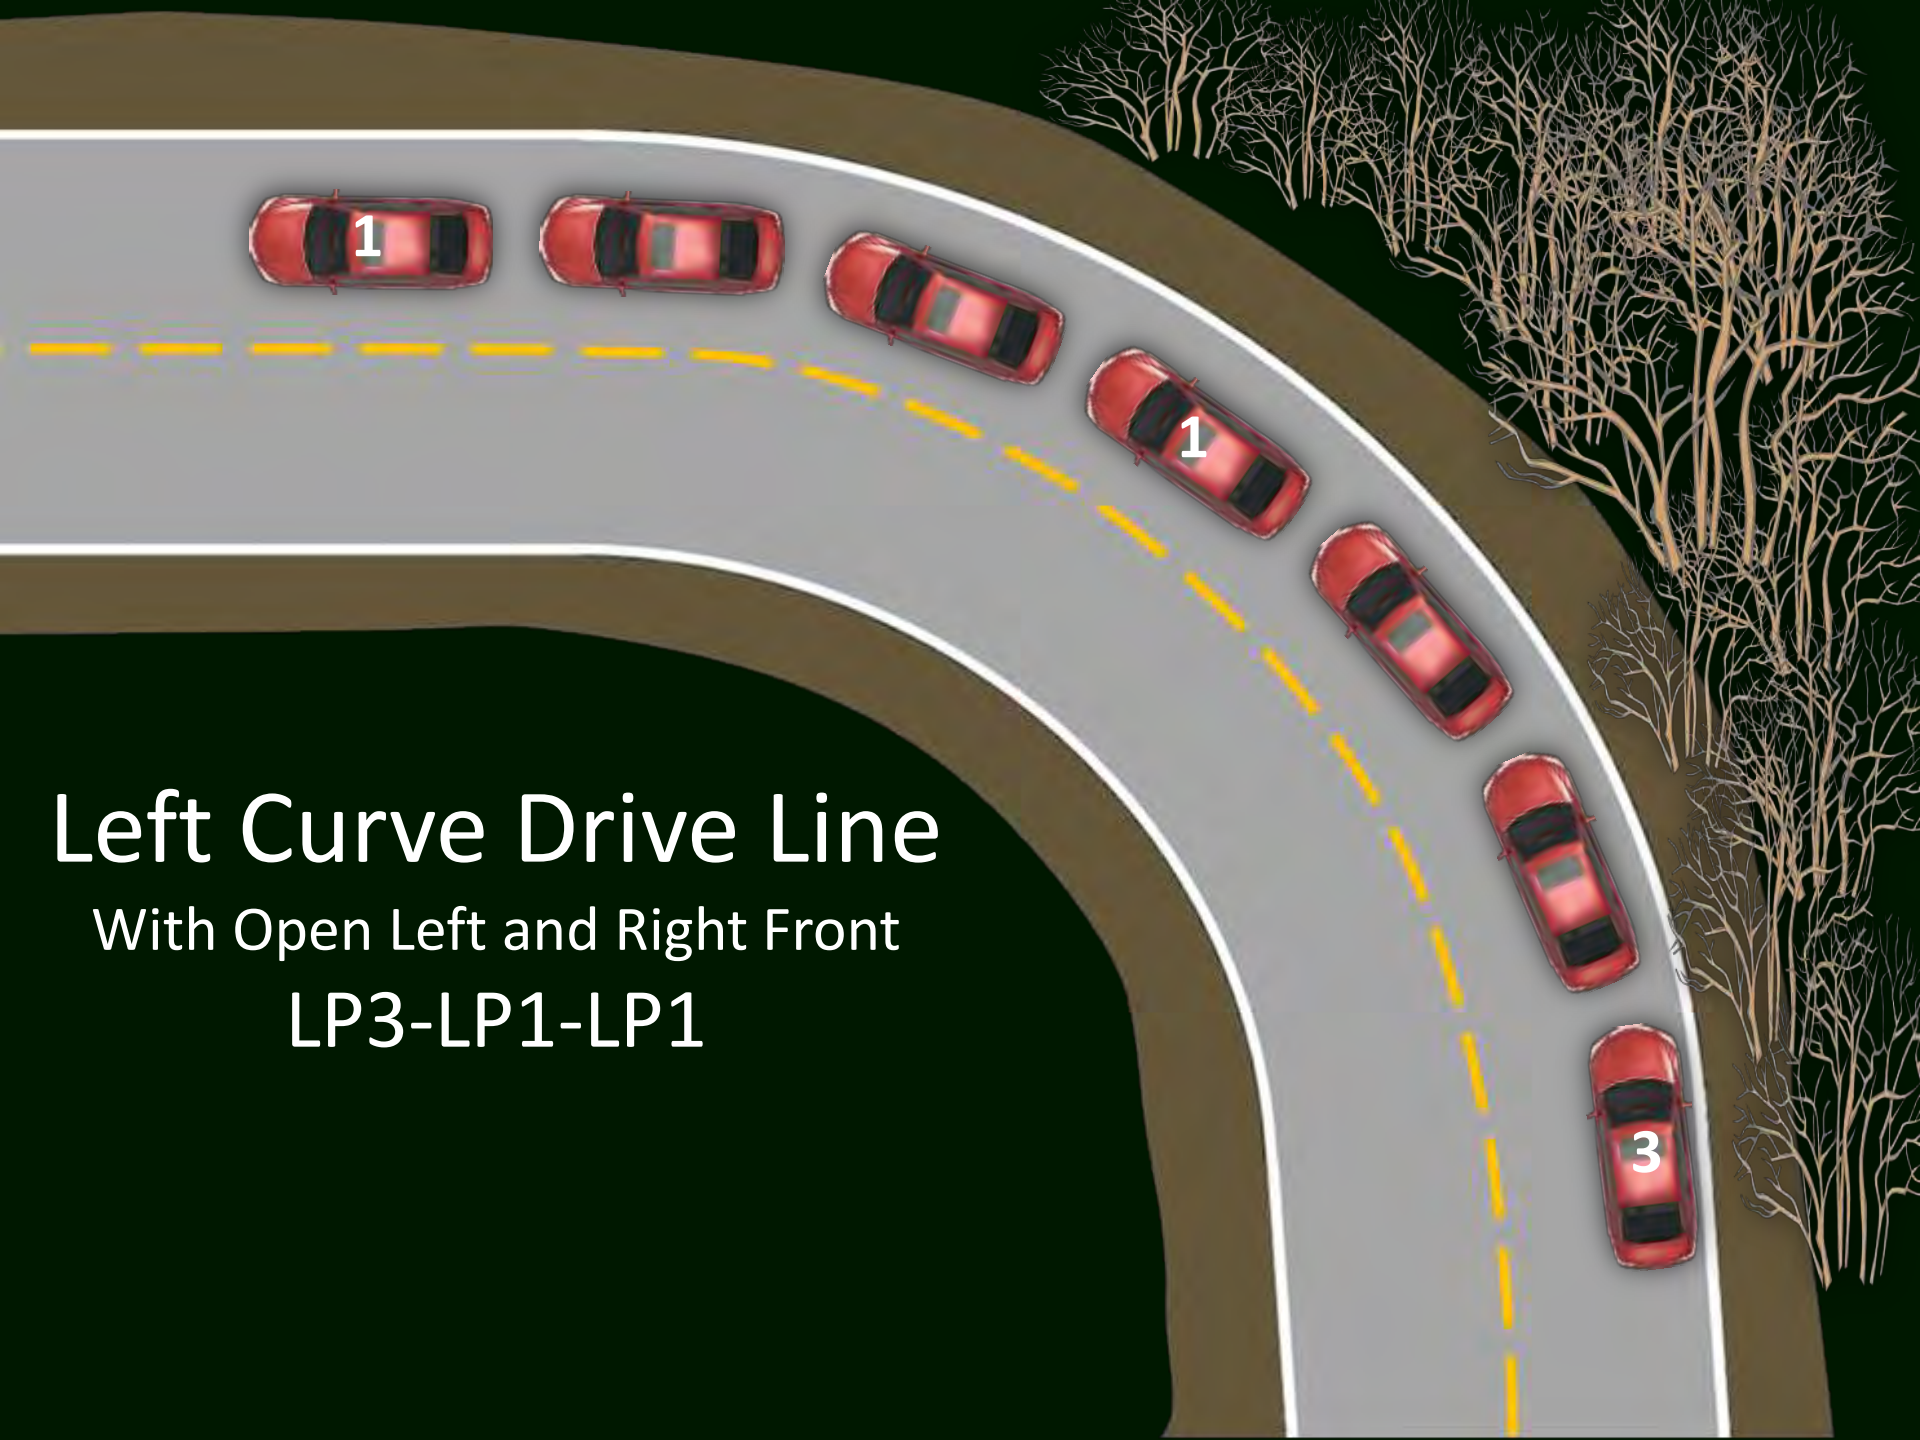 1
1
Left Curve Drive Line
With Open Left and Right Front
LP3-LP1-LP1
3